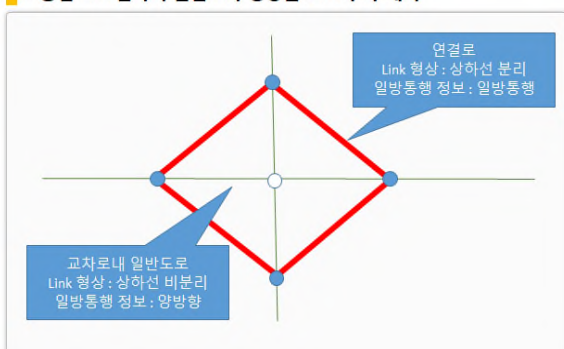 연결로
Link 형상 : 상하선 분리
일방통행 정보 : 일방통행
교차로내 일반도로
Link 형상 : 상하선 비분리
일방통행 정보 : 양방향